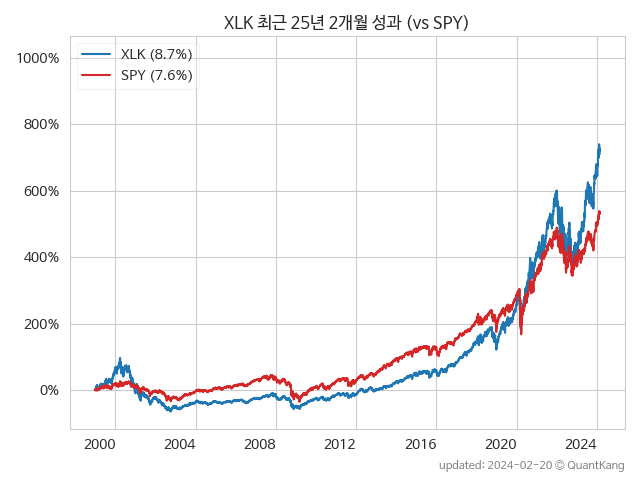 XLK 최근 25년 2개월 성과 (vs SPY)
XLK (8.7%)
SPY (7.6%)
1000%
800%
600%
400%
200%
0%
2000 2004 2008 2012 2016 2020 2024
updated: 2024-02-20 © QuantKang